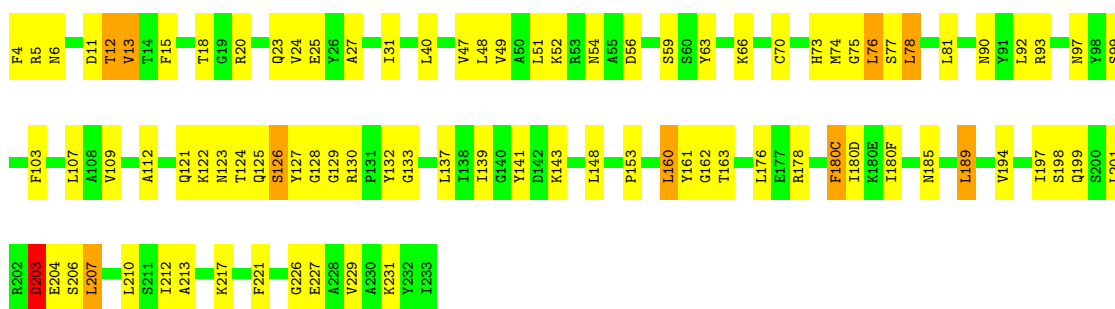 F4 R5 N6 D11 T12 V13 T14 F15 T18 G19 R20 Q23 V24 E25 Y26 A27 I31 L40 V47 L48 V49 A50 L51 K52 R53 N54 A55 D56 S59 S60 Y63 K66 C70 H73 M74 G75 L76 S77 L78 L81 N90 Y91 L92 R93 N97 Y98 S99
F103 L107 A108 V109 A112 Q121 K122 N123 T124 Q125 S126 Y127 G128 G129 R130 P131 Y132 G133 L137 I138 I139 G140 Y141 D142 K143 L148 P153 L160 Y161 G162 T163 L176 E177 R178 F180C I180D K180E I180F N185 L189 V194 I197 S198 Q199 S200 L201
R202 D203 E204 S206 L207 L210 S211 I212 A213 K217 F221 G226 E227 A228 V229 A230 K231 Y232 I233